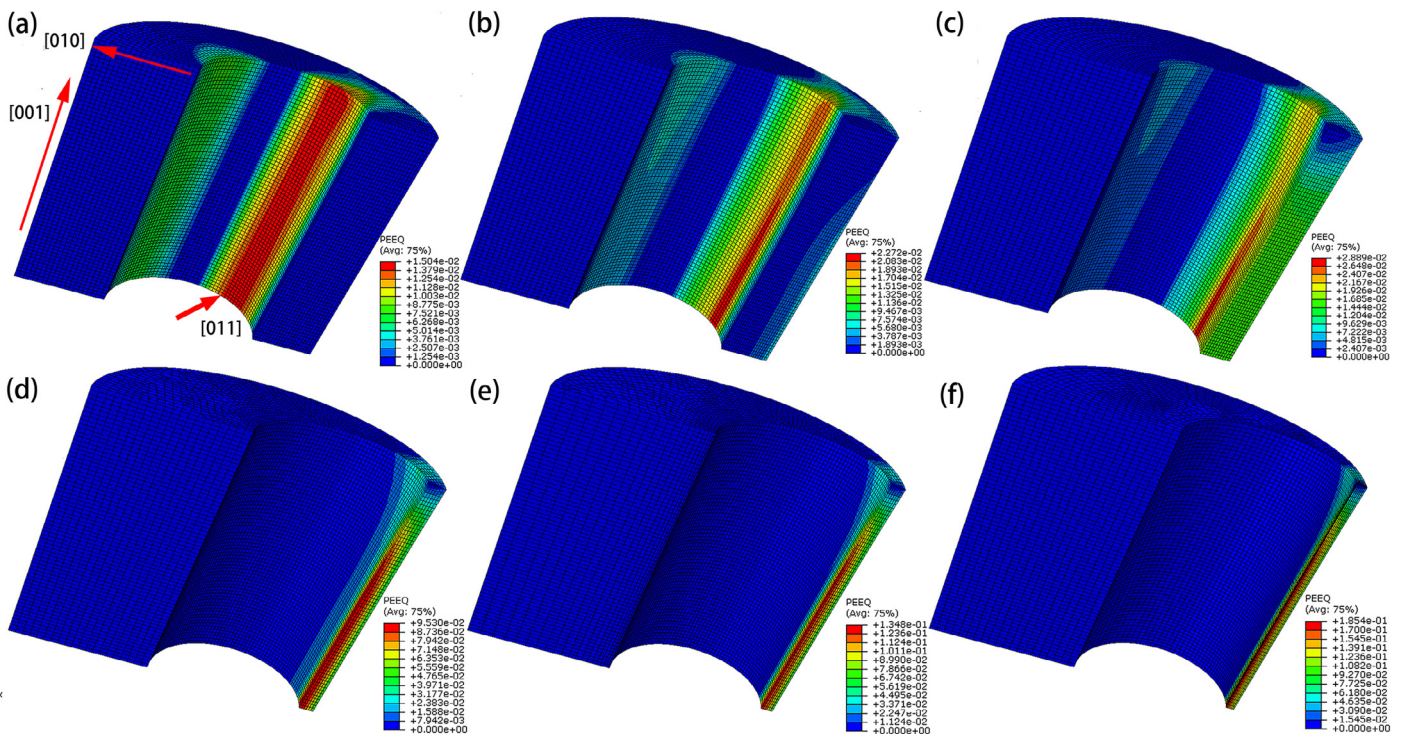 (a)
[010]
[001]
[011]
PEEQ
(Avg: 75%)
+1.504e-02
+1.379e-02
+1.254e-02
+1.128e-02
+1.003e-02
+8.775e-03
+7.521e-03
+6.268e-03
+5.014e-03
+3.761e-03
+2.507e-03
+1.254e-03
+0.000e+00
(b)
PEEQ
(Avg: 75%)
+2.272e-02
+2.083e-02
+1.893e-02
+1.704e-02
+1.515e-02
+1.325e-02
+1.136e-02
+9.467e-03
+7.574e-03
+5.680e-03
+3.787e-03
+1.893e-03
+0.000e+00
(c)
PEEQ
(Avg: 75%)
+2.889e-02
+2.648e-02
+2.407e-02
+2.167e-02
+1.926e-02
+1.685e-02
+1.444e-02
+1.204e-02
+9.629e-03
+7.222e-03
+4.815e-03
+2.407e-03
+0.000e+00
(d)
PEEQ
(Avg: 75%)
+9.530e-02
+8.736e-02
+7.942e-02
+7.148e-02
+6.353e-02
+5.559e-02
+4.765e-02
+3.971e-02
+3.177e-02
+2.383e-02
+1.588e-02
+7.942e-03
+0.000e+00
(e)
PEEQ
(Avg: 75%)
+1.348e-01
+1.236e-01
+1.124e-01
+1.011e-01
+8.990e-02
+7.866e-02
+6.742e-02
+5.619e-02
+4.495e-02
+3.371e-02
+2.247e-02
+1.124e-02
+0.000e+00
(f)
PEEQ
(Avg: 75%)
+1.854e-01
+1.700e-01
+1.545e-01
+1.391e-01
+1.236e-01
+1.082e-01
+9.270e-02
+7.725e-02
+6.180e-02
+4.635e-02
+3.090e-02
+1.545e-02
+0.000e+00